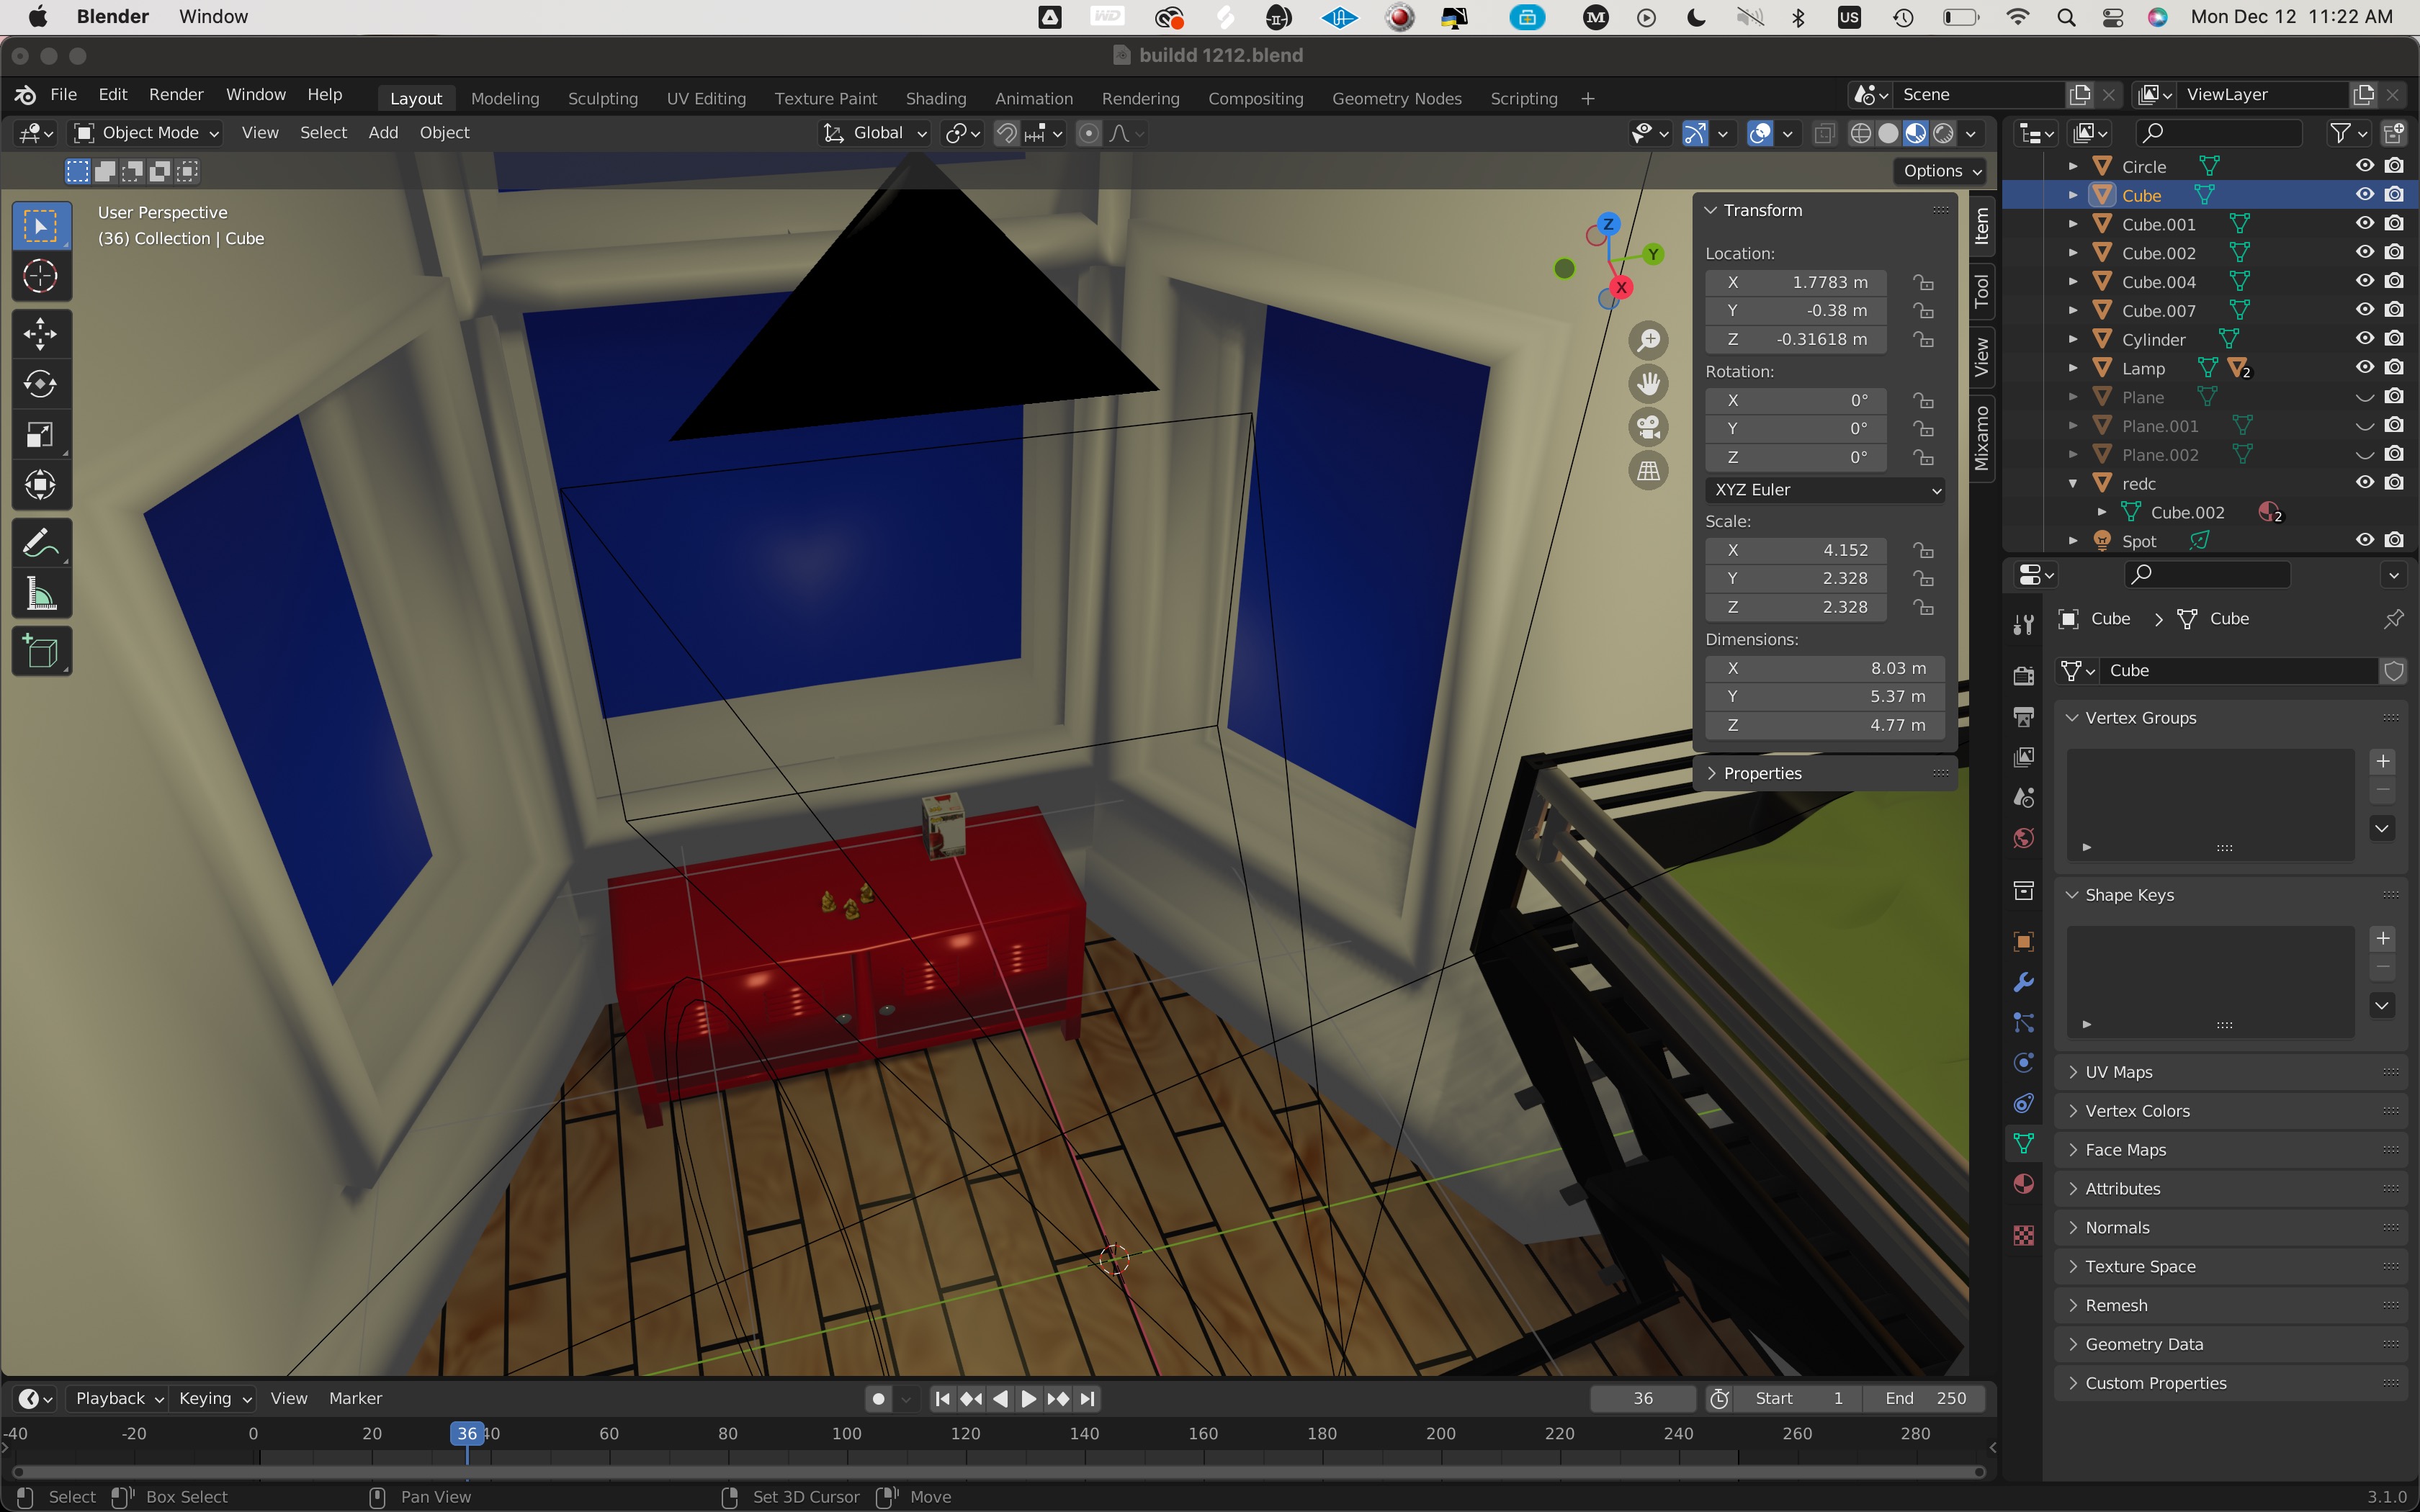 Blender Window
US Mon Dec 12 11:22 AM
buildd 1212.blend
File Edit Render Window Help Layout Modeling Sculpting UV Editing Texture Paint Shading Animation Rendering Compositing Geometry Nodes Scripting + Scene ViewLayer
Object Mode View Select Add Object Global
Options
User Perspective
(36) Collection | Cube
Z
Y
X
Transform
Location:
X 1.7783 m
Y -0.38 m
Z -0.31618 m
Rotation:
X 0°
Y 0°
Z 0°
XYZ Euler
Scale:
X 4.152
Y 2.328
Z 2.328
Dimensions:
X 8.03 m
Y 5.37 m
Z 4.77 m
Properties
Item
Tool
View
Mixamo
Circle
Cube
Cube.001
Cube.002
Cube.004
Cube.007
Cylinder
Lamp 2
Plane
Plane.001
Plane.002
redc
Cube.002 2
Spot
Cube > Cube
Cube
Vertex Groups
Shape Keys
UV Maps
Vertex Colors
Face Maps
Attributes
Normals
Texture Space
Remesh
Geometry Data
Custom Properties
Playback Keying View Marker 36 Start 1 End 250
-40 -20 0 20 36 40 60 80 100 120 140 160 180 200 220 240 260 280
Select Box Select Pan View Set 3D Cursor Move 3.1.0